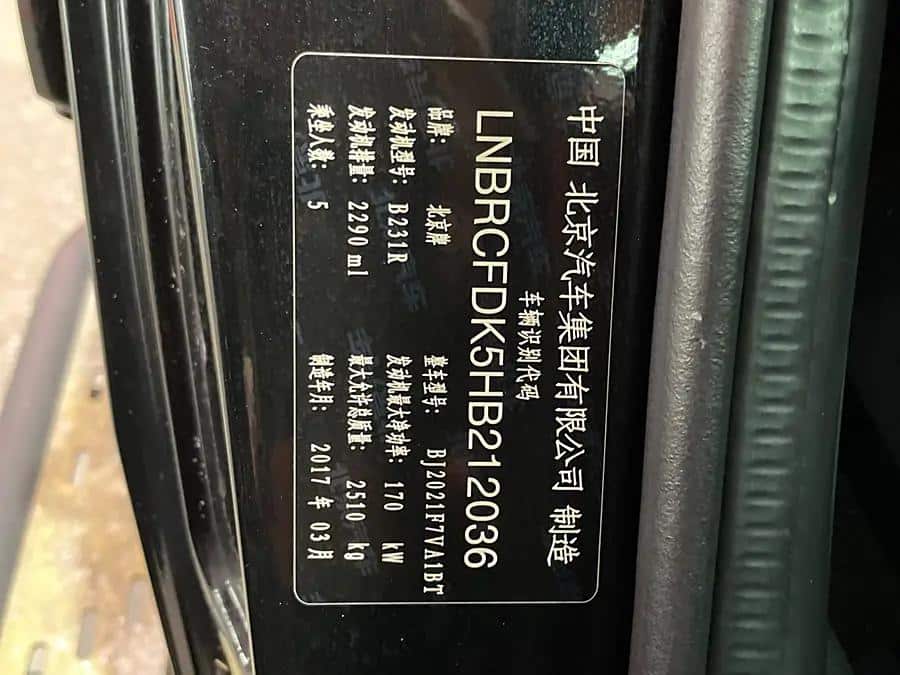 中国 北京汽车集团有限公司 制造
车辆识别代码
LNBRCFDK5HB212036
品牌: 北京牌 整车型号: BJ2021F7VA1BT
发动机型号: B231R 发动机最大净功率: 170 kW
发动机排量: 2290 ml 最大允许总质量: 2510 kg
乘坐人数: 5 制造年月: 2017 年 03月